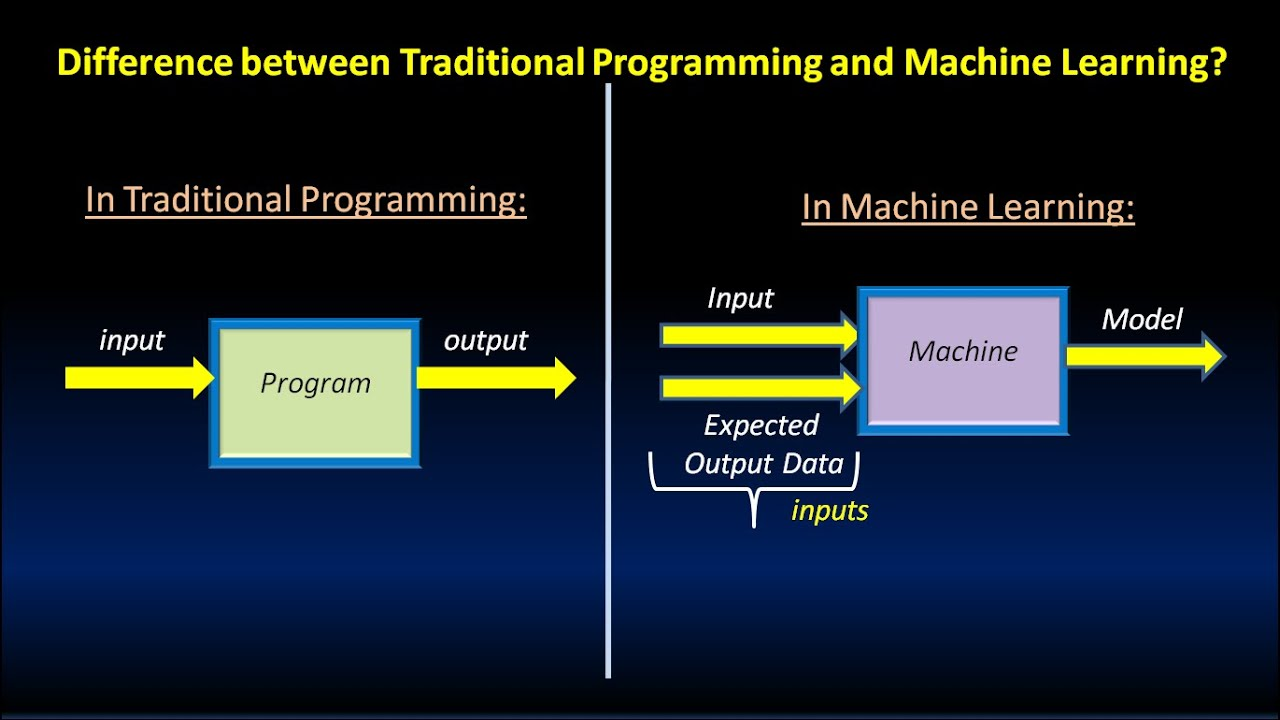 Difference between Traditional Programming and Machine Learning?
In Traditional Programming:
input
Program
output
In Machine Learning:
Input
Expected
Output Data
inputs
Machine
Model